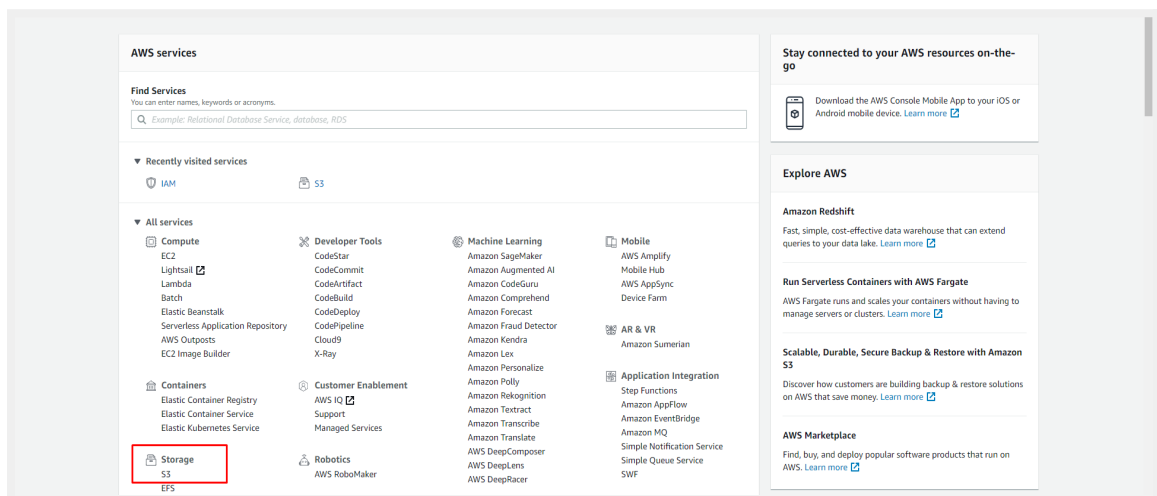 AWS services
Find Services
You can enter names, keywords or acronyms.
Example: Relational Database Service, database, RDS
Recently visited services
IAM
S3
All services
Compute
EC2
Lightsail
Lambda
Batch
Elastic Beanstalk
Serverless Application Repository
AWS Outposts
EC2 Image Builder
Containers
Elastic Container Registry
Elastic Container Service
Elastic Kubernetes Service
Storage
S3
EFS
Developer Tools
CodeStar
CodeCommit
CodeArtifact
CodeBuild
CodeDeploy
CodePipeline
Cloud9
X-Ray
Customer Enablement
AWS IQ
Support
Managed Services
Robotics
AWS RoboMaker
Machine Learning
Amazon SageMaker
Amazon Augmented AI
Amazon CodeGuru
Amazon Comprehend
Amazon Forecast
Amazon Fraud Detector
Amazon Kendra
Amazon Lex
Amazon Personalize
Amazon Polly
Amazon Rekognition
Amazon Textract
Amazon Transcribe
Amazon Translate
AWS DeepComposer
AWS DeepLens
AWS DeepRacer
Mobile
AWS Amplify
Mobile Hub
AWS AppSync
Device Farm
AR & VR
Amazon Sumerian
Application Integration
Step Functions
Amazon AppFlow
Amazon EventBridge
Amazon MQ
Simple Notification Service
Simple Queue Service
SWF
Stay connected to your AWS resources on-the-
go
Download the AWS Console Mobile App to your iOS or
Android mobile device. Learn more
Explore AWS
Amazon Redshift
Fast, simple, cost-effective data warehouse that can extend
queries to your data lake. Learn more
Run Serverless Containers with AWS Fargate
AWS Fargate runs and scales your containers without having to
manage servers or clusters. Learn more
Scalable, Durable, Secure Backup & Restore with Amazon
S3
Discover how customers are building backup & restore solutions
on AWS that save money. Learn more
AWS Marketplace
Find, buy, and deploy popular software products that run on
AWS. Learn more